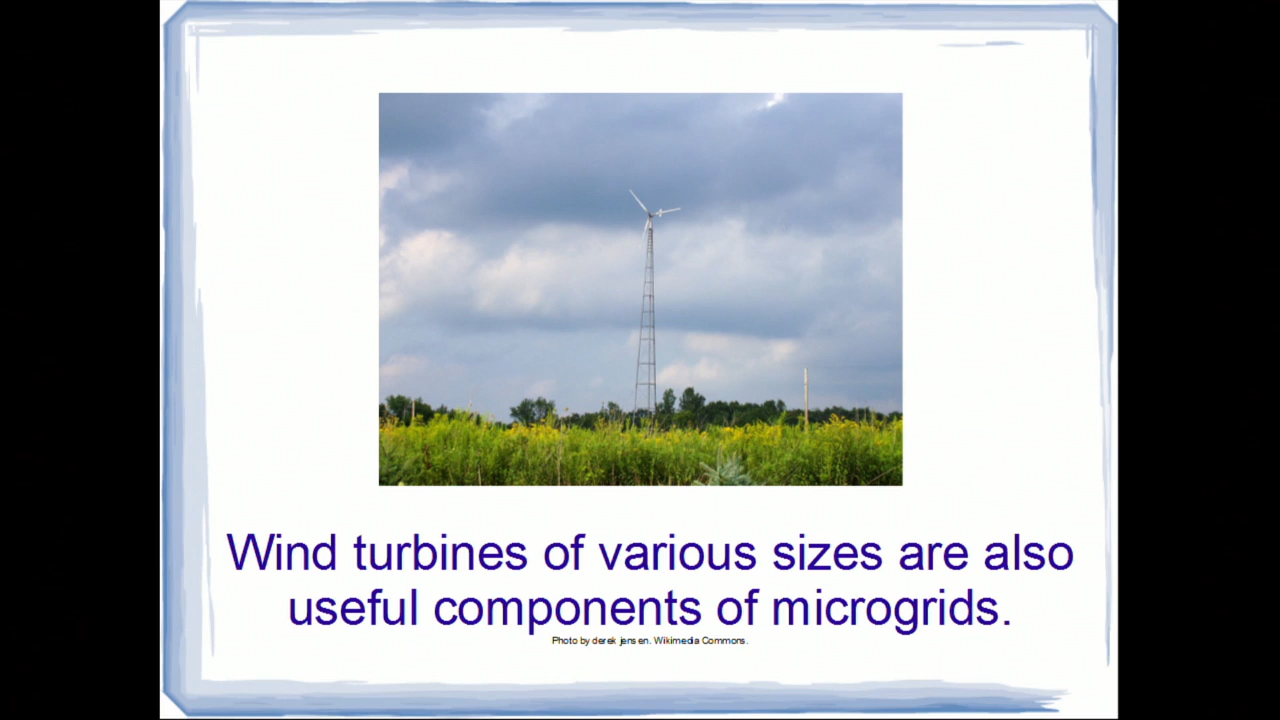 Wind turbines of various sizes are also
useful components of microgrids.
Photo by derek jensen. Wikimedia Commons.